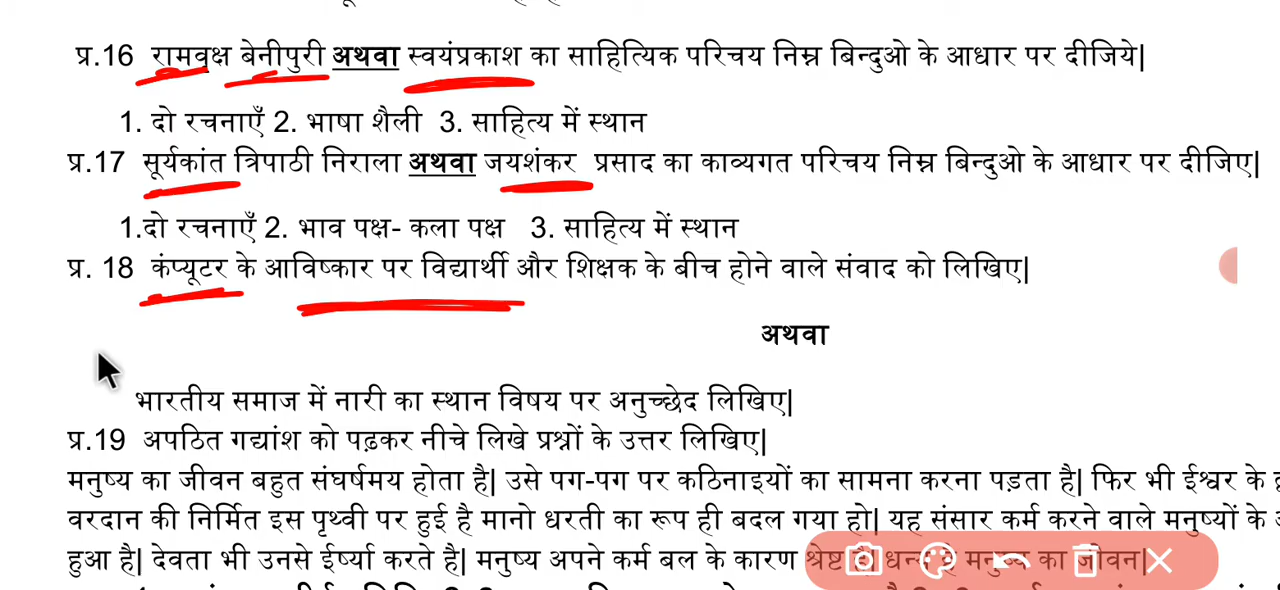 प्र.16 रामवृक्ष बेनीपुरी अथवा स्वयंप्रकाश का साहित्यिक परिचय निम्न बिन्दुओ के आधार पर दीजिये|
1. दो रचनाएँ 2. भाषा शैली 3. साहित्य में स्थान
प्र.17 सूर्यकांत त्रिपाठी निराला अथवा जयशंकर प्रसाद का काव्यगत परिचय निम्न बिन्दुओ के आधार पर दीजिए|
1.दो रचनाएँ 2. भाव पक्ष- कला पक्ष 3. साहित्य में स्थान
प्र. 18 कंप्यूटर के आविष्कार पर विद्यार्थी और शिक्षक के बीच होने वाले संवाद को लिखिए|
अथवा
भारतीय समाज में नारी का स्थान विषय पर अनुच्छेद लिखिए|
प्र.19 अपठित गद्यांश को पढ़कर नीचे लिखे प्रश्नों के उत्तर लिखिए|
मनुष्य का जीवन बहुत संघर्षमय होता है| उसे पग-पग पर कठिनाइयों का सामना करना पड़ता है| फिर भी ईश्वर के
वरदान की निर्मित इस पृथ्वी पर हुई है मानो धरती का रूप ही बदल गया हो| यह संसार कर्म करने वाले मनुष्यों के
हुआ है| देवता भी उनसे ईर्ष्या करते है| मनुष्य अपने कर्म बल के कारण श्रेष्ट है| धन्य है मनुष्य का जीवन|